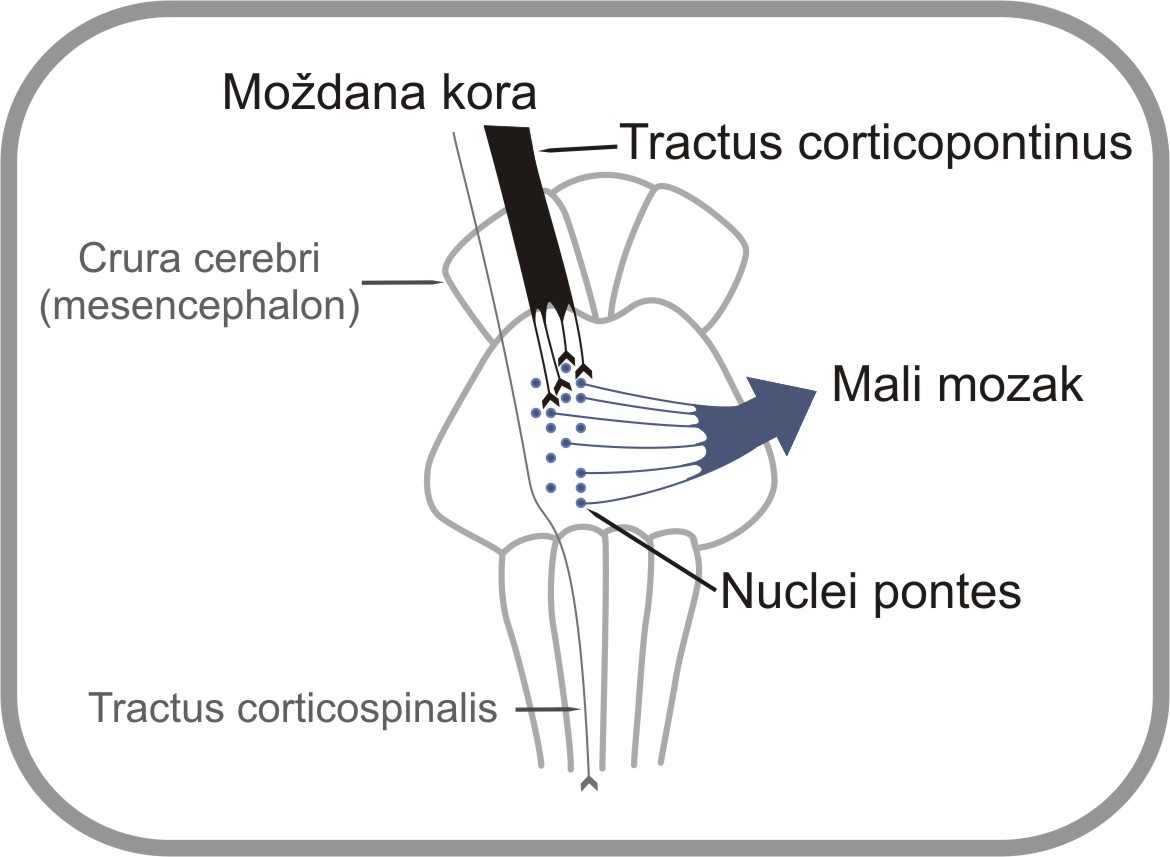 Moždana kora
Tractus corticopontinus
Crura cerebri
(mesencephalon)
Mali mozak
Nuclei pontes
Tractus corticospinalis